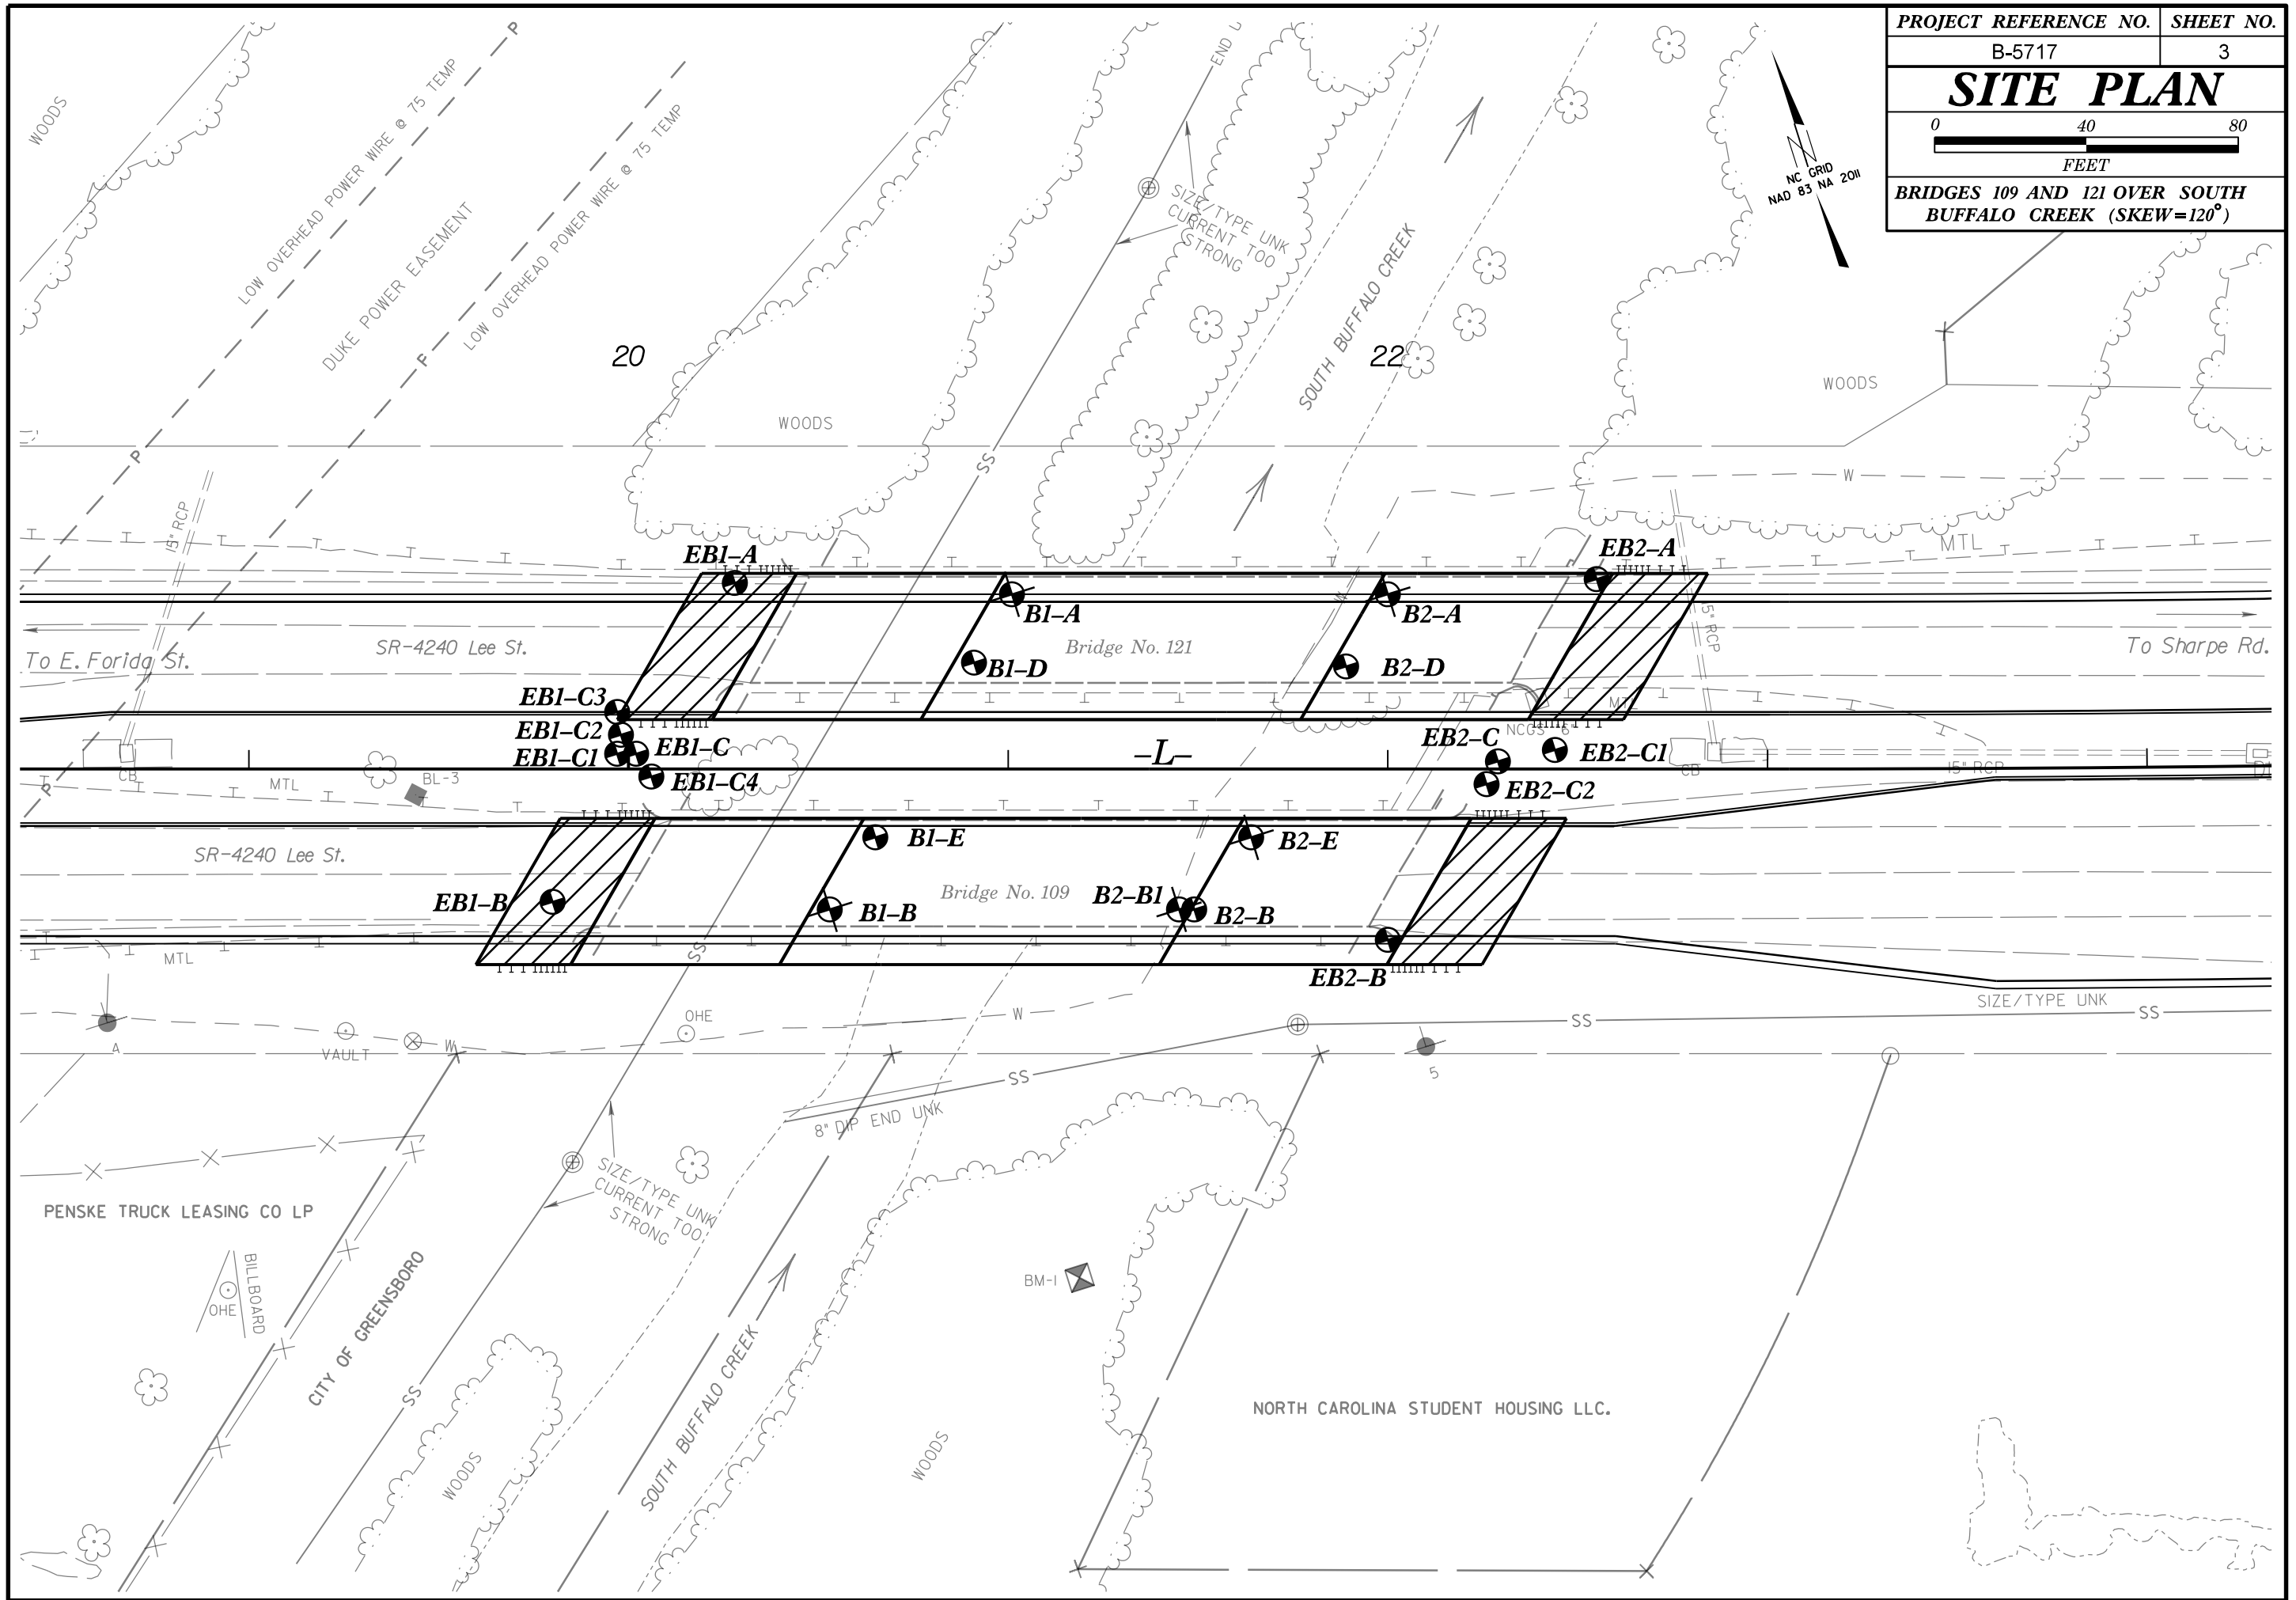 PROJECT REFERENCE NO. SHEET NO.
B-5717 3
SITE PLAN
0 40 80
FEET
BRIDGES 109 AND 121 OVER SOUTH
BUFFALO CREEK (SKEW=120°)
NC GRID
NAD 83 NA 2011
WOODS
P
LOW OVERHEAD POWER WIRE @ 75 TEMP
DUKE POWER EASEMENT
LOW OVERHEAD POWER WIRE @ 75 TEMP
P
P
SIZE/TYPE UNK
CURRENT TOO
STRONG
SOUTH BUFFALO CREEK
20
22
WOODS
WOODS
SS
W
15" RCP
MTL
EB1-A
EB2-A
B1-A
B2-A
W
15" RCP
SR-4240 Lee St.
Bridge No. 121
To E. Forida St.
To Sharpe Rd.
B1-D
B2-D
EB1-C3
EB1-C2
EB1-C1
EB1-C
EB1-C4
-L-
NCGS 6
EB2-C
EB2-C1
EB2-C2
CB
MTL
BL-3
CB
15" RCP
P
B1-E
B2-E
SR-4240 Lee St.
Bridge No. 109
EB1-B
B1-B
B2-B1
B2-B
EB2-B
MTL
SS
SIZE/TYPE UNK
SS
SS
4
VAULT
W
OHE
W
5
SS
8" DIP END UNK
SIZE/TYPE UNK
CURRENT TOO
STRONG
PENSKE TRUCK LEASING CO LP
BILLBOARD
OHE
CITY OF GREENSBORO
SS
WOODS
SOUTH BUFFALO CREEK
WOODS
BM-1
NORTH CAROLINA STUDENT HOUSING LLC.